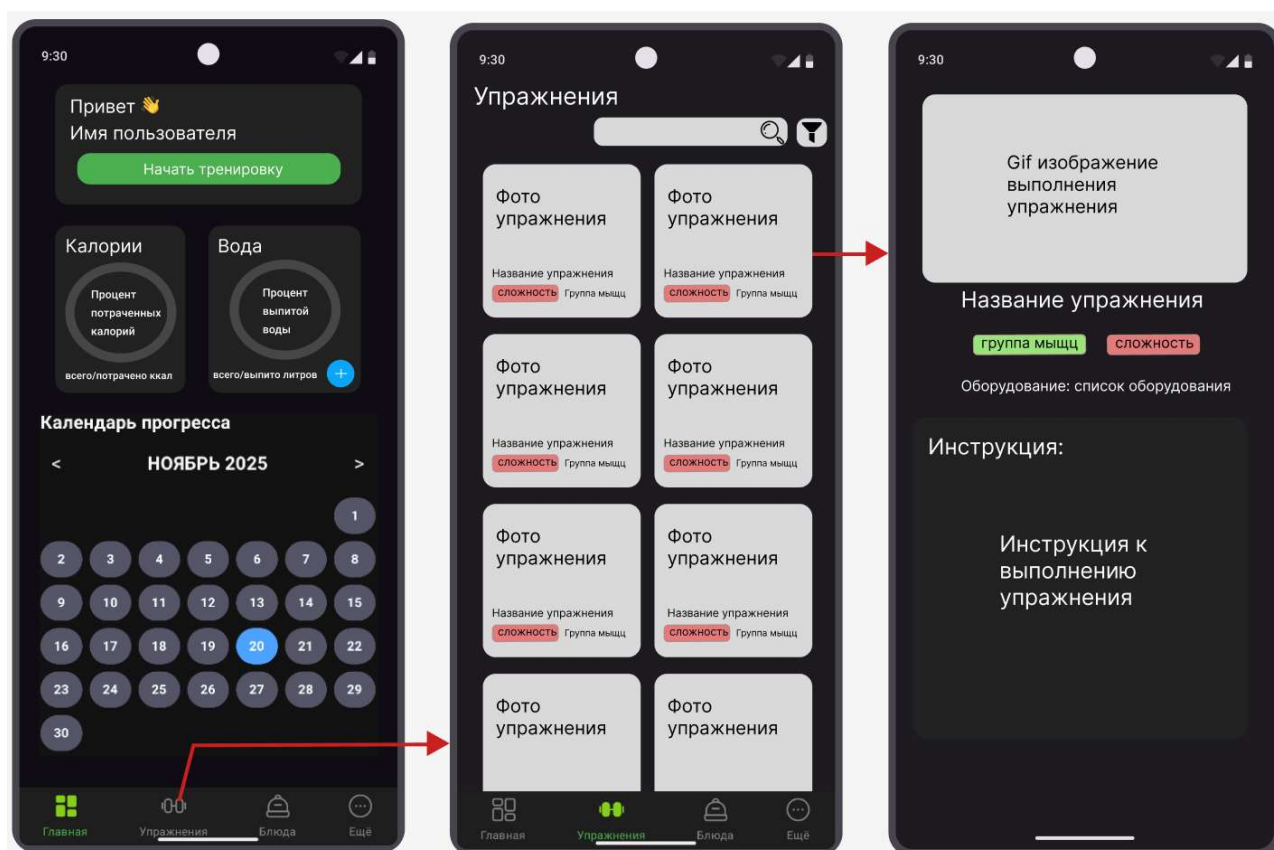 9:30
Привет 👋
Имя пользователя
Начать тренировку
Калории
Процент
потраченных
калорий
всего/потрачено ккал
Вода
Процент
выпитой
воды
всего/выпито литров
+
Календарь прогресса
< НОЯБРЬ 2025 >
1
2 3 4 5 6 7 8
9 10 11 12 13 14 15
16 17 18 19 20 21 22
23 24 25 26 27 28 29
30
Главная Упражнения Блюда Ещё
9:30
Упражнения
Фото
упражнения
Название упражнения
сложность Группа мыщц
Фото
упражнения
Название упражнения
сложность Группа мыщц
Фото
упражнения
Название упражнения
сложность Группа мыщц
Фото
упражнения
Название упражнения
сложность Группа мыщц
Фото
упражнения
Название упражнения
сложность Группа мыщц
Фото
упражнения
Название упражнения
сложность Группа мыщц
Фото
упражнения
Фото
упражнения
Главная Упражнения Блюда Ещё
9:30
Gif изображение
выполнения
упражнения
Название упражнения
группа мыщц сложность
Оборудование: список оборудования
Инструкция:
Инструкция к
выполнению
упражнения